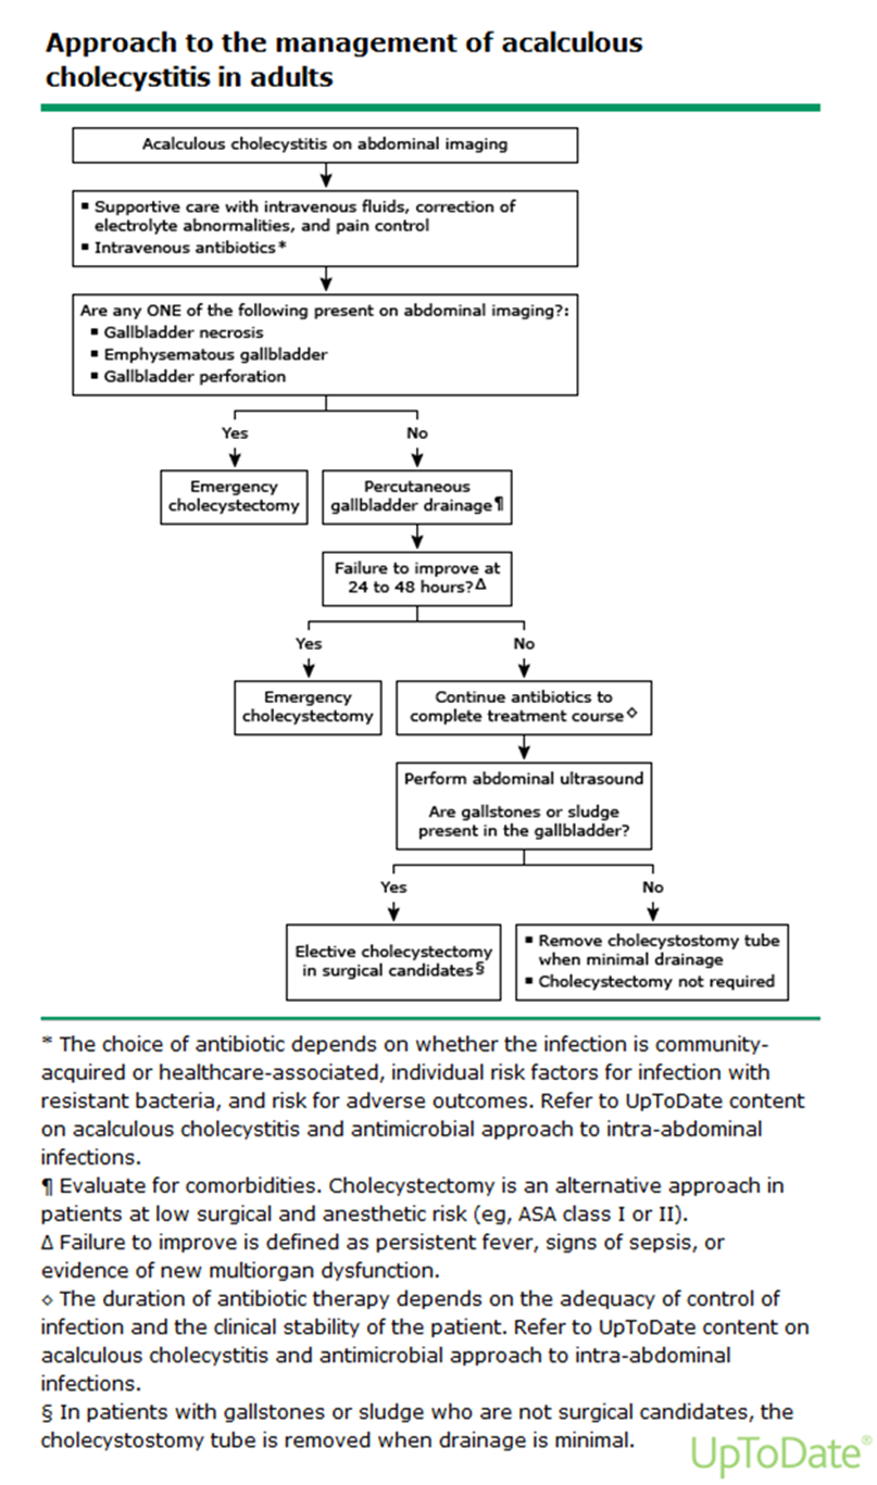 Approach to the management of acalculous
cholecystitis in adults
Acalculous cholecystitis on abdominal imaging
▪ Supportive care with intravenous fluids, correction of
electrolyte abnormalities, and pain control
▪ Intravenous antibiotics*
Are any ONE of the following present on abdominal imaging?:
▪ Gallbladder necrosis
▪ Emphysematous gallbladder
▪ Gallbladder perforation
Yes
No
Emergency
cholecystectomy
Percutaneous
gallbladder drainage¶
Failure to improve at
24 to 48 hours?Δ
Yes
No
Emergency
cholecystectomy
Continue antibiotics to
complete treatment course◇
Perform abdominal ultrasound
Are gallstones or sludge
present in the gallbladder?
Yes
No
Elective cholecystectomy
in surgical candidates§
▪ Remove cholecystostomy tube
when minimal drainage
▪ Cholecystectomy not required
* The choice of antibiotic depends on whether the infection is community-
acquired or healthcare-associated, individual risk factors for infection with
resistant bacteria, and risk for adverse outcomes. Refer to UpToDate content
on acalculous cholecystitis and antimicrobial approach to intra-abdominal
infections.
¶ Evaluate for comorbidities. Cholecystectomy is an alternative approach in
patients at low surgical and anesthetic risk (eg, ASA class I or II).
Δ Failure to improve is defined as persistent fever, signs of sepsis, or
evidence of new multiorgan dysfunction.
◇ The duration of antibiotic therapy depends on the adequacy of control of
infection and the clinical stability of the patient. Refer to UpToDate content on
acalculous cholecystitis and antimicrobial approach to intra-abdominal
infections.
§ In patients with gallstones or sludge who are not surgical candidates, the
cholecystostomy tube is removed when drainage is minimal.
UpToDate®